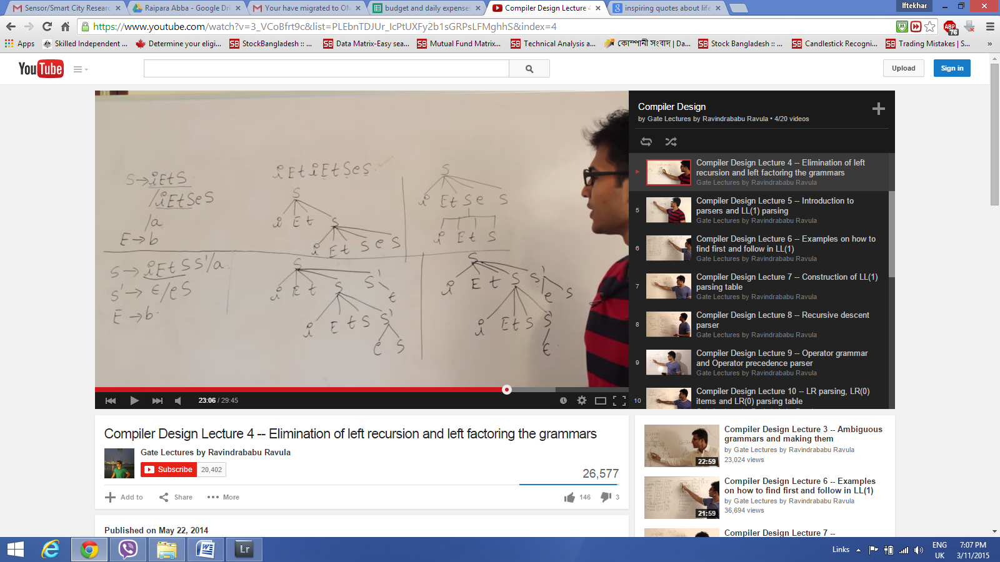 Sensor/Smart City Researc
Raipara Abba - Google Dri
Your have migrated to ON
budget and daily expense
Compiler Design Lecture 4
inspiring quotes about life
Iftekhar
https://www.youtube.com/watch?v=3_VCoBfrt9c&list=PLEbnTDJUr_IcPtUXFy2b1sGRPsLFMghhS&index=4
ABP
76
Apps
Skilled Independent ...
Determine your eligi...
StockBangladesh :: ...
Data Matrix-Easy sea...
Mutual Fund Matrix...
Technical Analysis a...
কোম্পানী সংবাদ | Da...
Stock Bangladesh :: ...
Candlestick Recogni...
Trading Mistakes | S...
»
YouTube
Upload
Sign in
S→iEtS
/iEtSeS
/a
E→b
iEtiEtSeS
S
i E t S
i E t S e S
S
i E t S e S
i E t S
S→iEtSS'/a
S'→ϵ/eS
E→b
S
i E t S S'
ϵ
i E t S S'
e S
S
i E t S S'
e S
i E t S S'
ϵ
23:06 / 29:45
Compiler Design
by Gate Lectures by Ravindrababu Ravula • 4/20 videos
Compiler Design Lecture 4 -- Elimination of left
recursion and left factoring the grammars
Gate Lectures by Ravindrababu Ravula
5
Compiler Design Lecture 5 -- Introduction to
parsers and LL(1) parsing
Gate Lectures by Ravindrababu Ravula
6
Compiler Design Lecture 6 -- Examples on how to
find first and follow in LL(1)
Gate Lectures by Ravindrababu Ravula
7
Compiler Design Lecture 7 -- Construction of LL(1)
parsing table
Gate Lectures by Ravindrababu Ravula
8
Compiler Design Lecture 8 -- Recursive descent
parser
Gate Lectures by Ravindrababu Ravula
9
Compiler Design Lecture 9 -- Operator grammar
and Operator precedence parser
Gate Lectures by Ravindrababu Ravula
10
Compiler Design Lecture 10 -- LR parsing, LR(0)
items and LR(0) parsing table
Compiler Design Lecture 4 -- Elimination of left recursion and left factoring the grammars
Gate Lectures by Ravindrababu Ravula
Subscribe 20,402
26,577
Add to
Share
More
146
3
Published on May 22, 2014
22:59
Compiler Design Lecture 3 -- Ambiguous
grammars and making them
by Gate Lectures by Ravindrababu Ravula
23,024 views
21:59
Compiler Design Lecture 6 -- Examples
on how to find first and follow in LL(1)
by Gate Lectures by Ravindrababu Ravula
36,694 views
Compiler Design Lecture 7 --
Lr
Links
ENG
UK
7:07 PM
3/11/2015